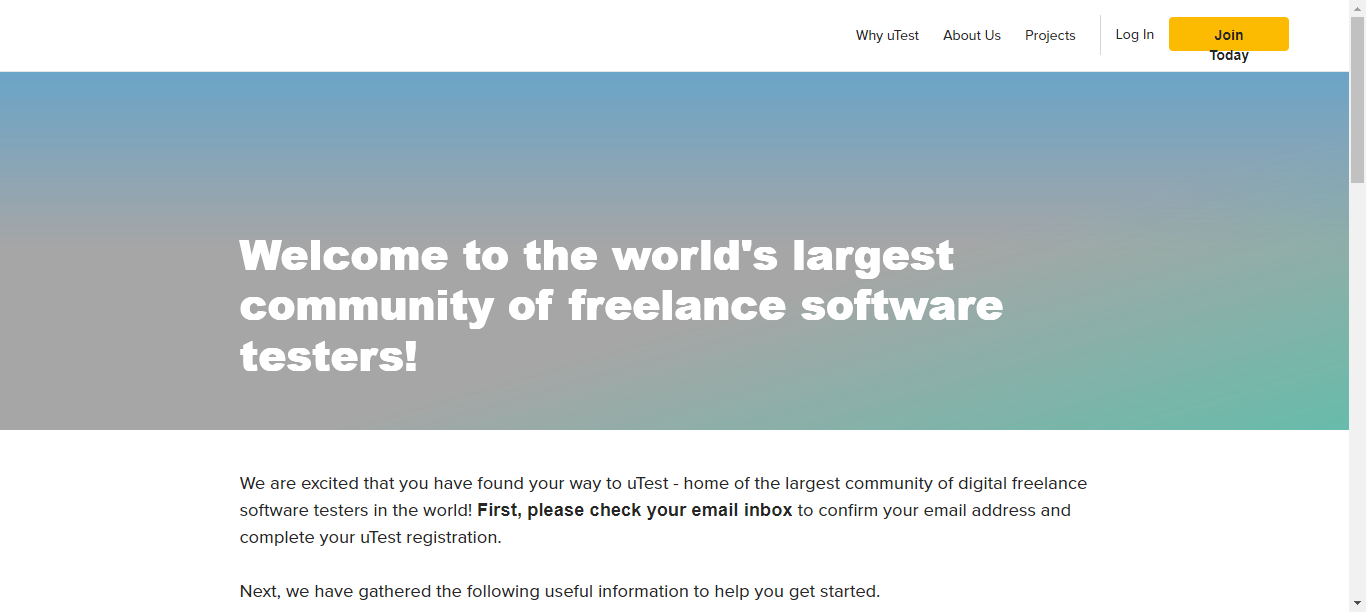 Why uTest About Us Projects Log In Join
Today
Welcome to the world's largest
community of freelance software
testers!
We are excited that you have found your way to uTest - home of the largest community of digital freelance
software testers in the world! First, please check your email inbox to confirm your email address and
complete your uTest registration.
Next, we have gathered the following useful information to help you get started.